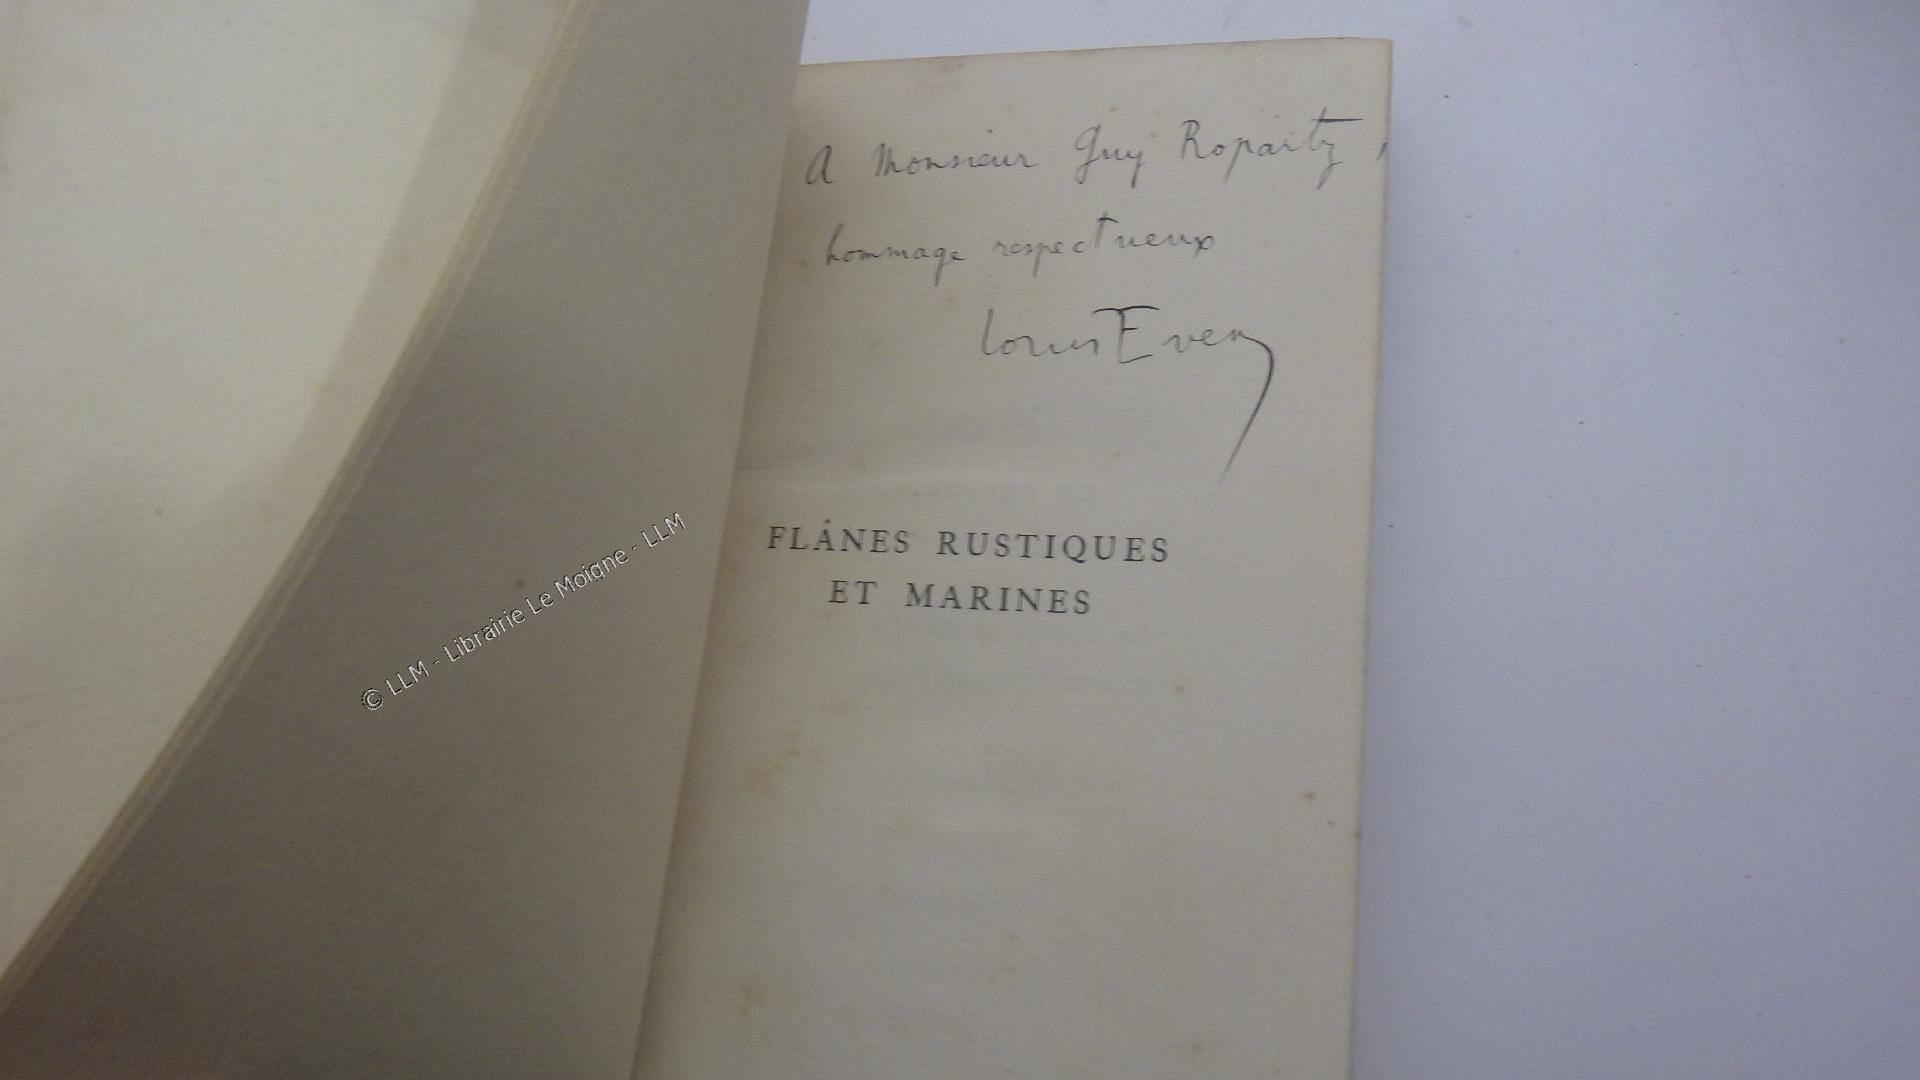 A Monsieur Guy Ropartz,
hommage respectueux
Louis Even
FLÂNES RUSTIQUES
ET MARINES
© LLM - Librairie Le Moigne - LLM